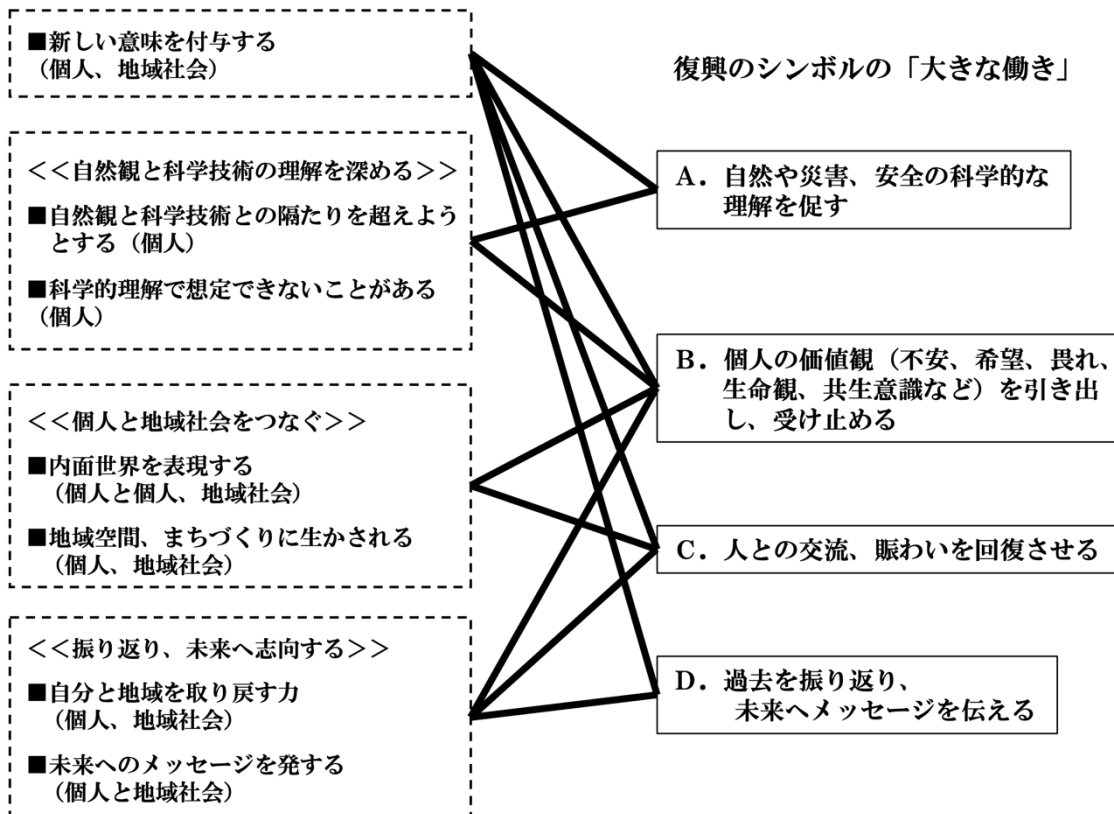 ■新しい意味を付与する
（個人、地域社会）
<<自然観と科学技術の理解を深める>>
■自然観と科学技術との隔たりを超えよう
とする（個人）
■科学的理解で想定できないことがある
（個人）
<<個人と地域社会をつなぐ>>
■内面世界を表現する
（個人と個人、地域社会）
■地域空間、まちづくりに生かされる
（個人、地域社会）
<<振り返り、未来へ志向する>>
■自分と地域を取り戻す力
（個人、地域社会）
■未来へのメッセージを発する
（個人と地域社会）
復興のシンボルの「大きな働き」
A．自然や災害、安全の科学的な
理解を促す
B．個人の価値観（不安、希望、畏れ、
生命観、共生意識など）を引き出
し、受け止める
C．人との交流、賑わいを回復させる
D．過去を振り返り、
未来へメッセージを伝える